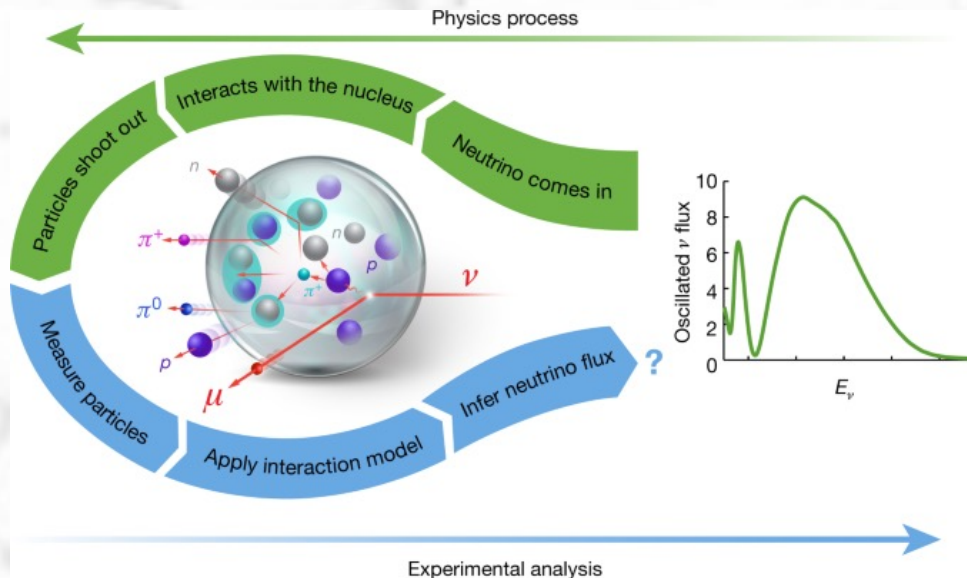 Physics process
Interacts with the nucleus
Particles shoot out
Neutrino comes in
n
π⁺
n
p
π⁺
ν
π⁰
p
μ
Measure particles
Apply interaction model
Infer neutrino flux
?
Oscillated ν flux
10
8
6
4
2
0
Eᵥ
Experimental analysis